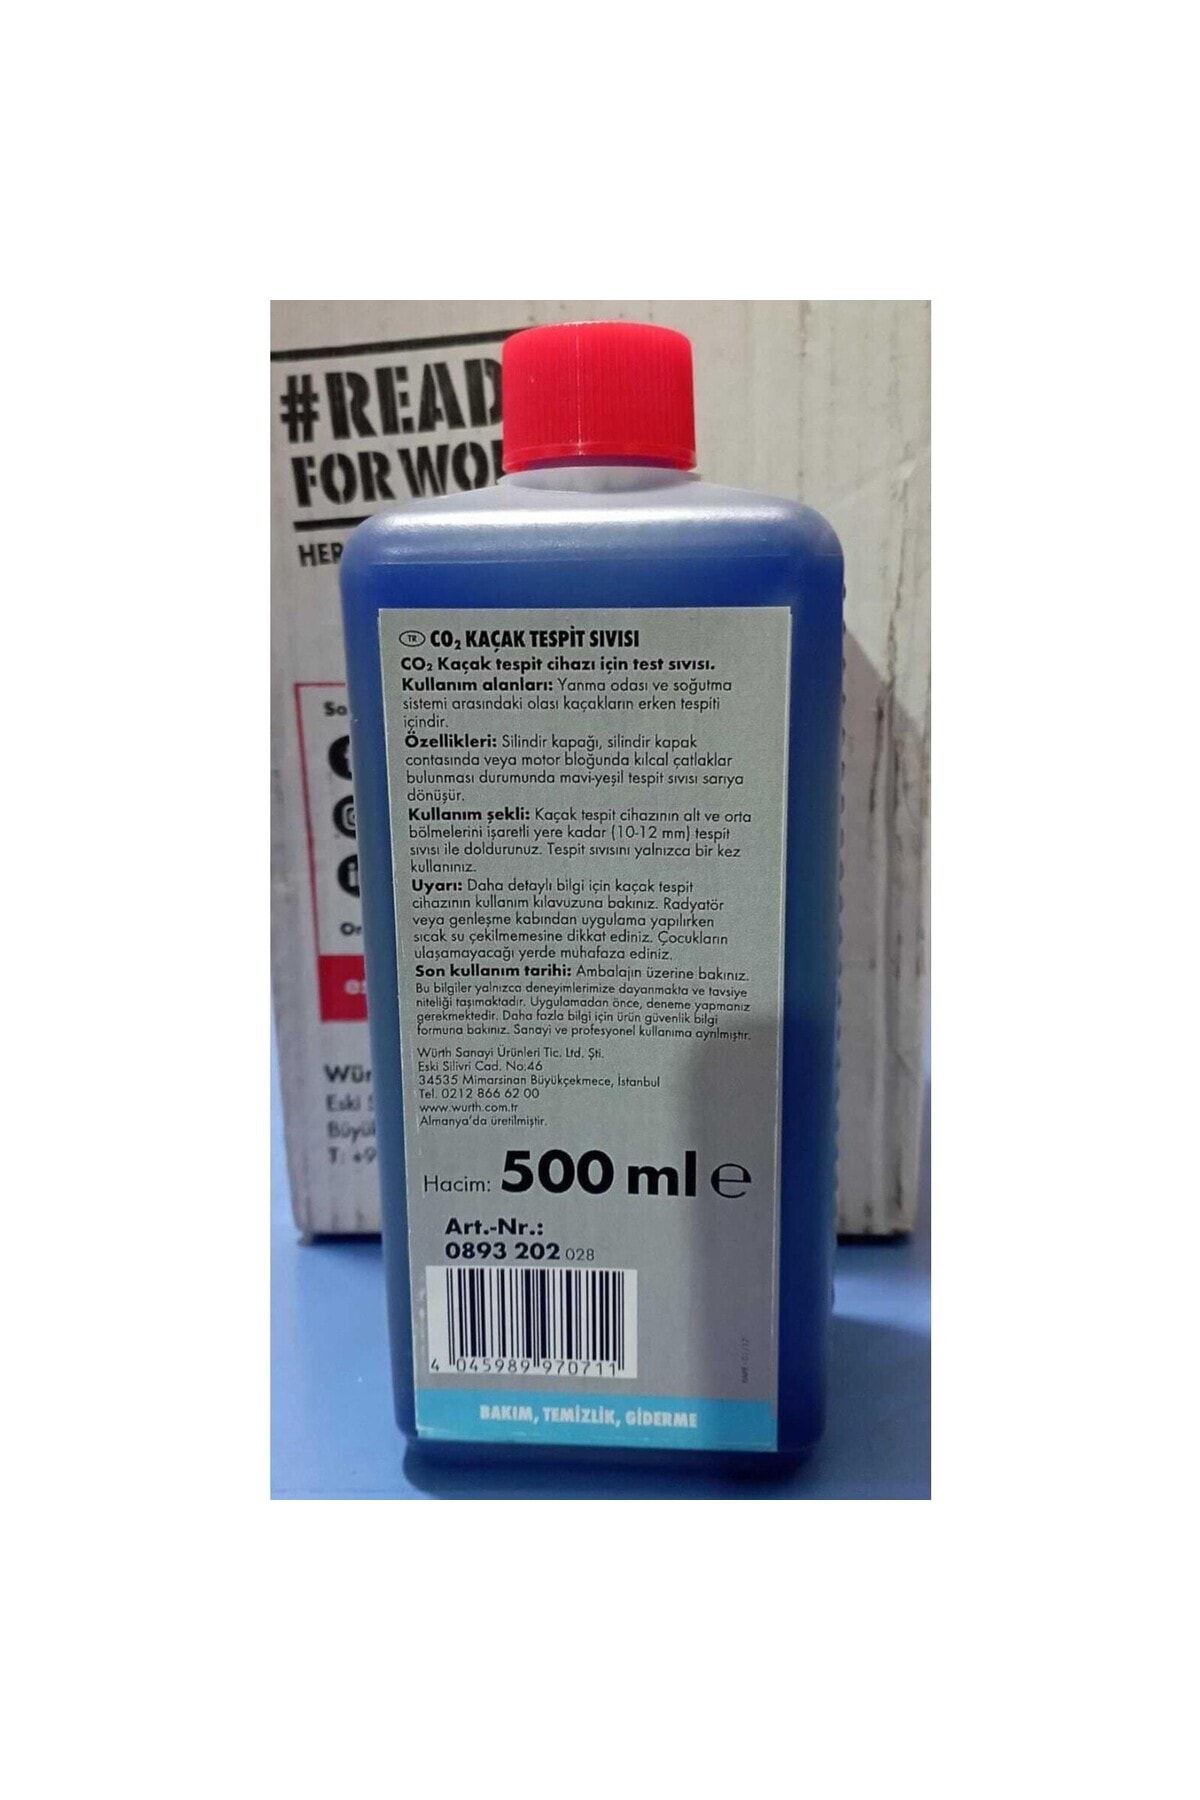 #READ
FOR WO
HER
So
Or
Wür
Eski
Büyü
T: +9
TR CO₂ KAÇAK TESPİT SIVISI
CO₂ Kaçak tespit cihazı için test sıvısı.
Kullanım alanları: Yanma odası ve soğutma
sistemi arasındaki olası kaçakların erken tespiti
içindir.
Özellikleri: Silindir kapağı, silindir kapak
contasında veya motor bloğunda kılcal çatlaklar
bulunması durumunda mavi-yeşil tespit sıvısı sarıya
dönüşür.
Kullanım şekli: Kaçak tespit cihazının alt ve orta
bölmelerini işaretli yere kadar (10-12 mm) tespit
sıvısı ile doldurunuz. Tespit sıvısını yalnızca bir kez
kullanınız.
Uyarı: Daha detaylı bilgi için kaçak tespit
cihazının kullanım kılavuzuna bakınız. Radyatör
veya genleşme kabından uygulama yapılırken
sıcak su çekilmemesine dikkat ediniz. Çocukların
ulaşamayacağı yerde muhafaza ediniz.
Son kullanım tarihi: Ambalajın üzerine bakınız.
Bu bilgiler yalnızca deneyimlerimize dayanmakta ve tavsiye
niteliği taşımaktadır. Uygulamadan önce, deneme yapmanız
gerekmektedir. Daha fazla bilgi için ürün güvenlik bilgi
formuna bakınız. Sanayi ve profesyonel kullanıma ayrılmıştır.
Würth Sanayi Ürünleri Tic. Ltd. Şti.
Eski Silivri Cad. No:46
34535 Mimarsinan Büyükçekmece, İstanbul
Tel. 0212 866 62 00
www.wurth.com.tr
Almanya'da üretilmiştir.
Hacim: 500 ml e
Art.-Nr.:
0893 202 028
4 045989 970711
BAKIM, TEMİZLİK, GİDERME